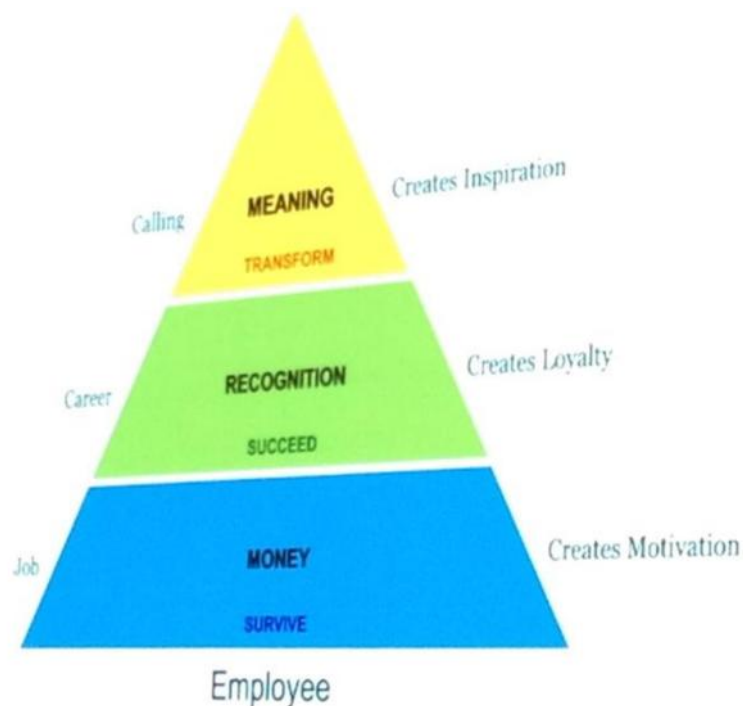 Calling
MEANING
Creates Inspiration
TRANSFORM
Career
RECOGNITION
Creates Loyalty
SUCCEED
Job
MONEY
Creates Motivation
SURVIVE
Employee